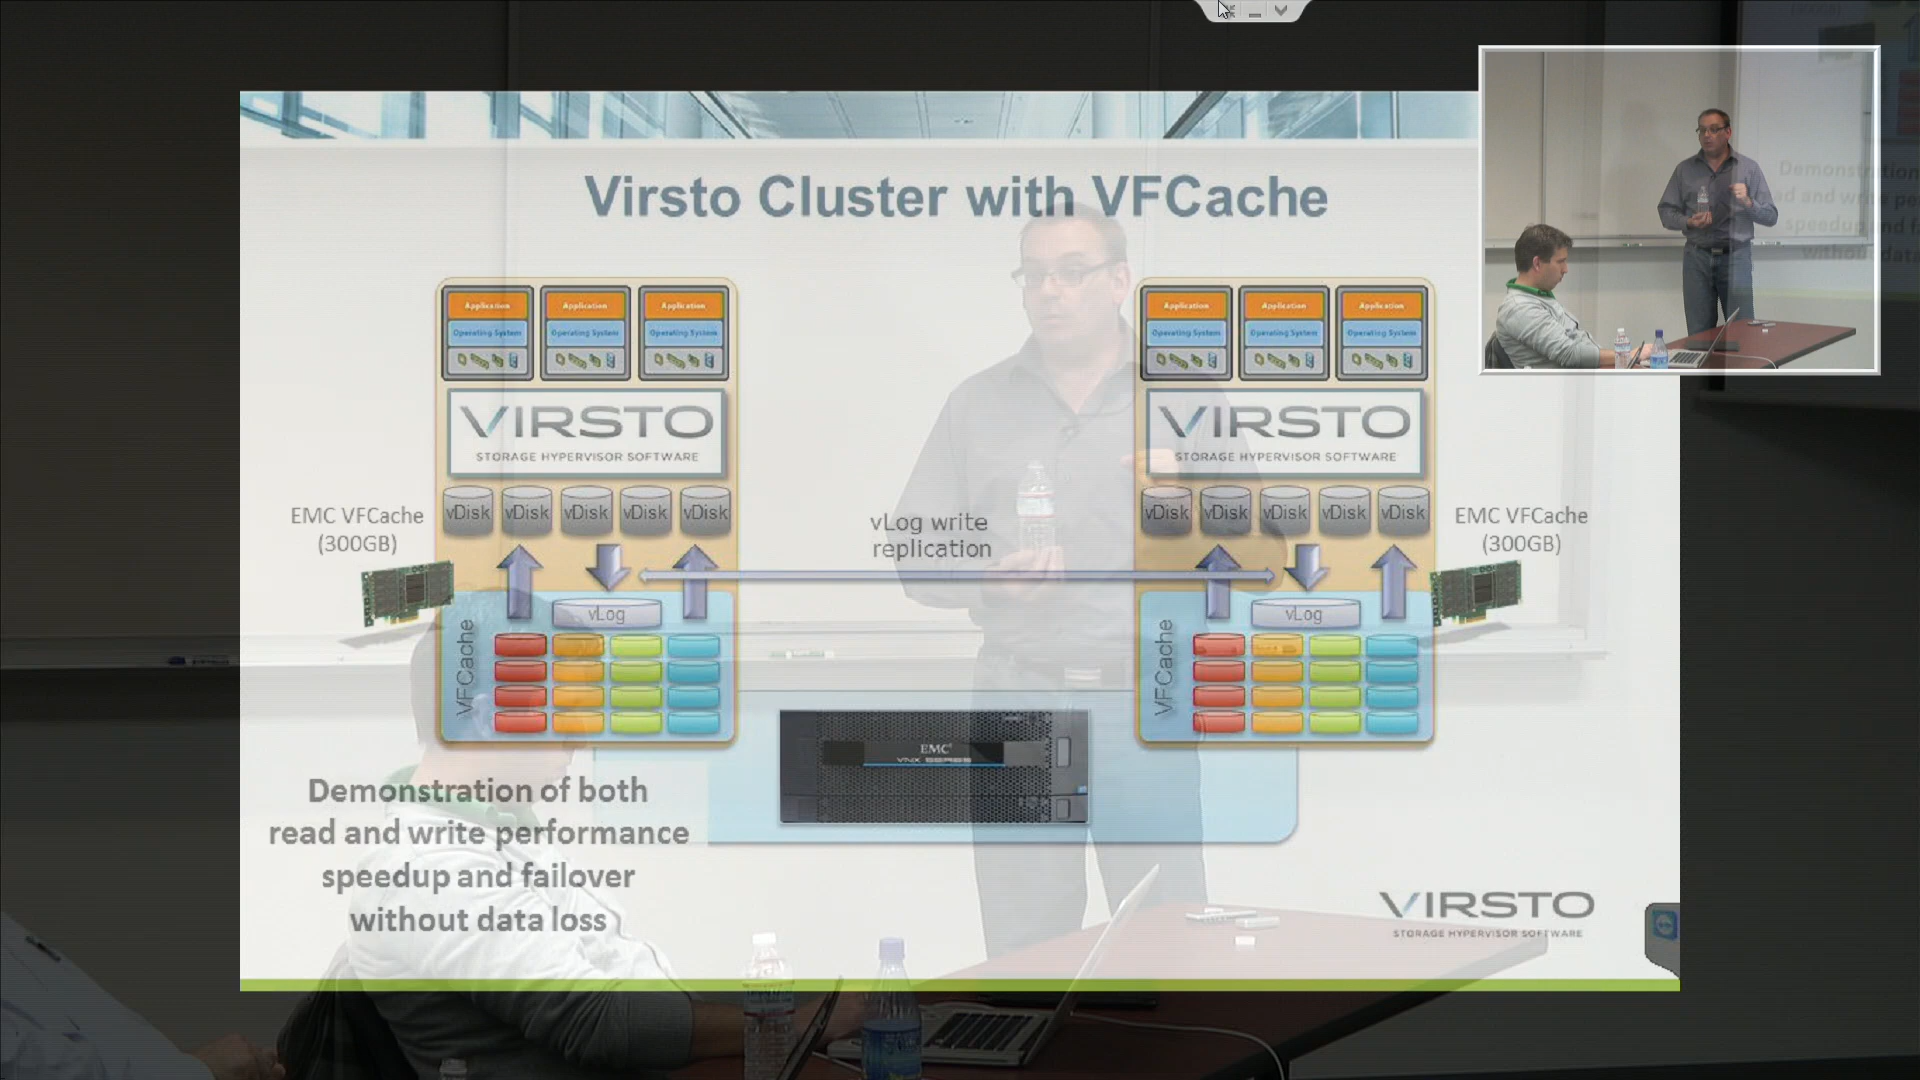 Virsto Cluster with VFCache
Application Application Application
Operating System Operating System Operating System
VIRSTO
STORAGE HYPERVISOR SOFTWARE
vDisk vDisk vDisk vDisk vDisk
EMC VFCache
(300GB)
vLog
VFCache
vLog write
replication
Application Application Application
Operating System Operating System Operating System
VIRSTO
STORAGE HYPERVISOR SOFTWARE
vDisk vDisk vDisk vDisk vDisk
EMC VFCache
(300GB)
vLog
VFCache
EMC²
VNX SERIES
Demonstration of both
read and write performance
speedup and failover
without data loss
VIRSTO
STORAGE HYPERVISOR SOFTWARE